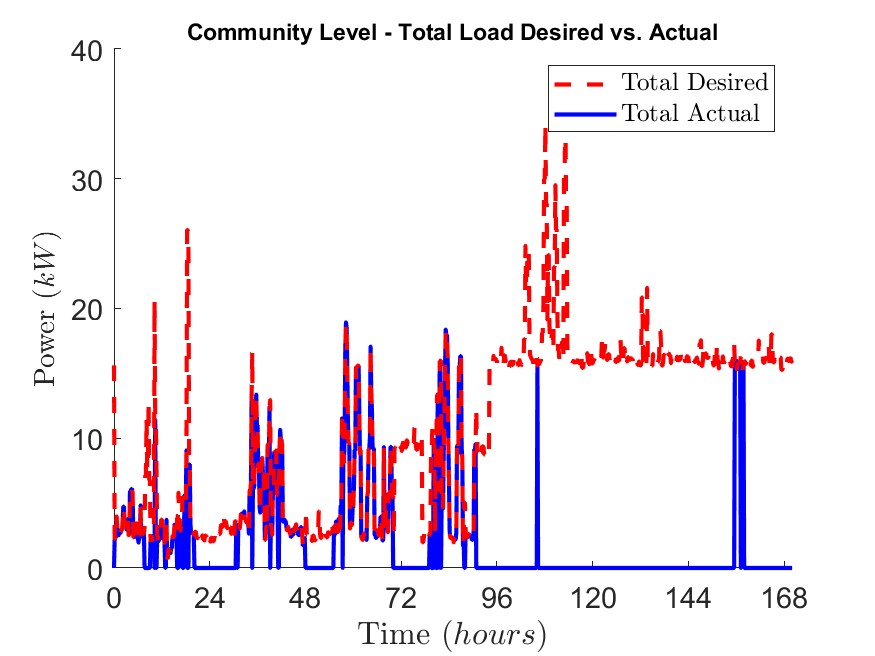 Community Level - Total Load Desired vs. Actual
Total Desired
Total Actual
Power (kW)
40
30
20
10
0
0 24 48 72 96 120 144 168
Time (hours)